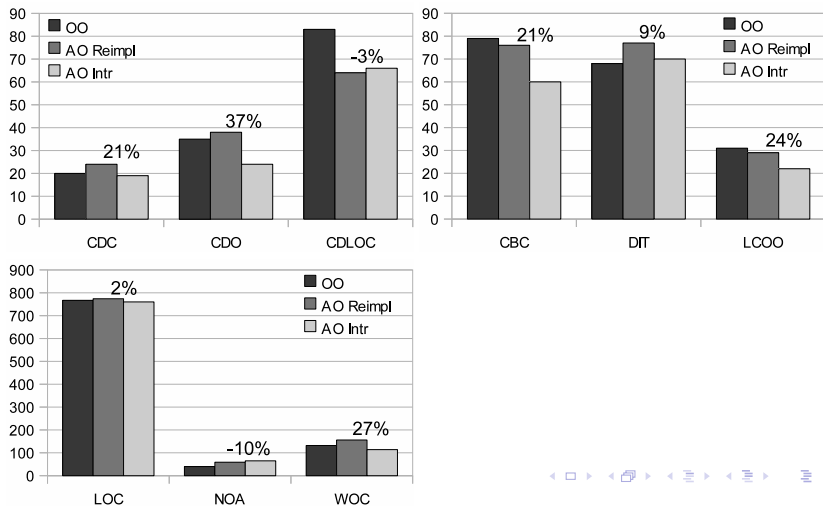 90
80
70
60
50
40
30
20
10
0
OO
AO Reimpl
AO Intr
21%
37%
-3%
CDC
CDO
CDLOC
90
80
70
60
50
40
30
20
10
0
21%
9%
24%
OO
AO Reimpl
AO Intr
CBC
DIT
LCOO
900
800
700
600
500
400
300
200
100
0
2%
-10%
27%
OO
AO Reimpl
AO Intr
LOC
NOA
WOC